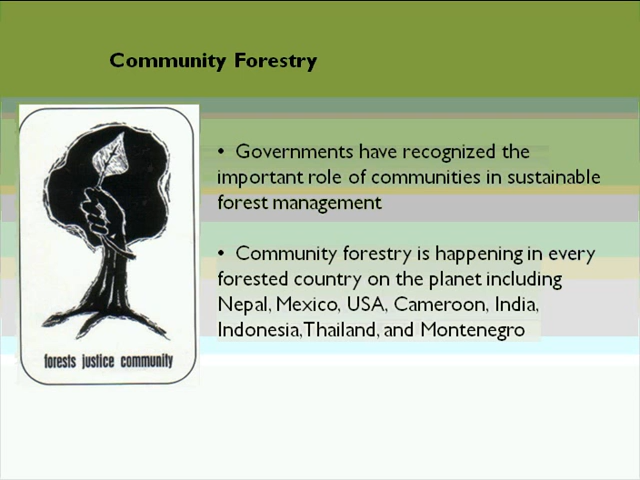 Community Forestry
• Governments have recognized the
important role of communities in sustainable
forest management
• Community forestry is happening in every
forested country on the planet including
Nepal, Mexico, USA, Cameroon, India,
Indonesia,Thailand, and Montenegro
forests justice community